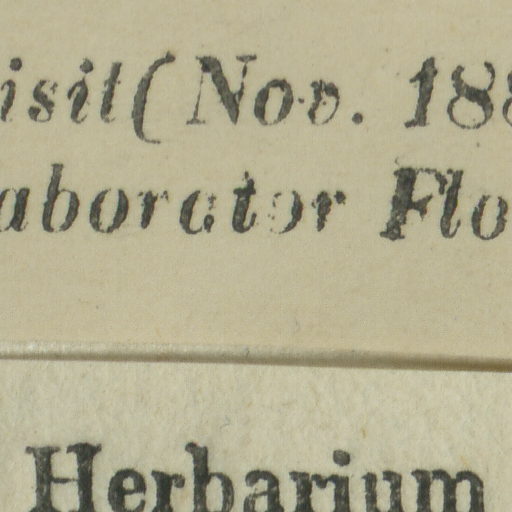 isit (Nov. 188
aborator Flo
Herbarium